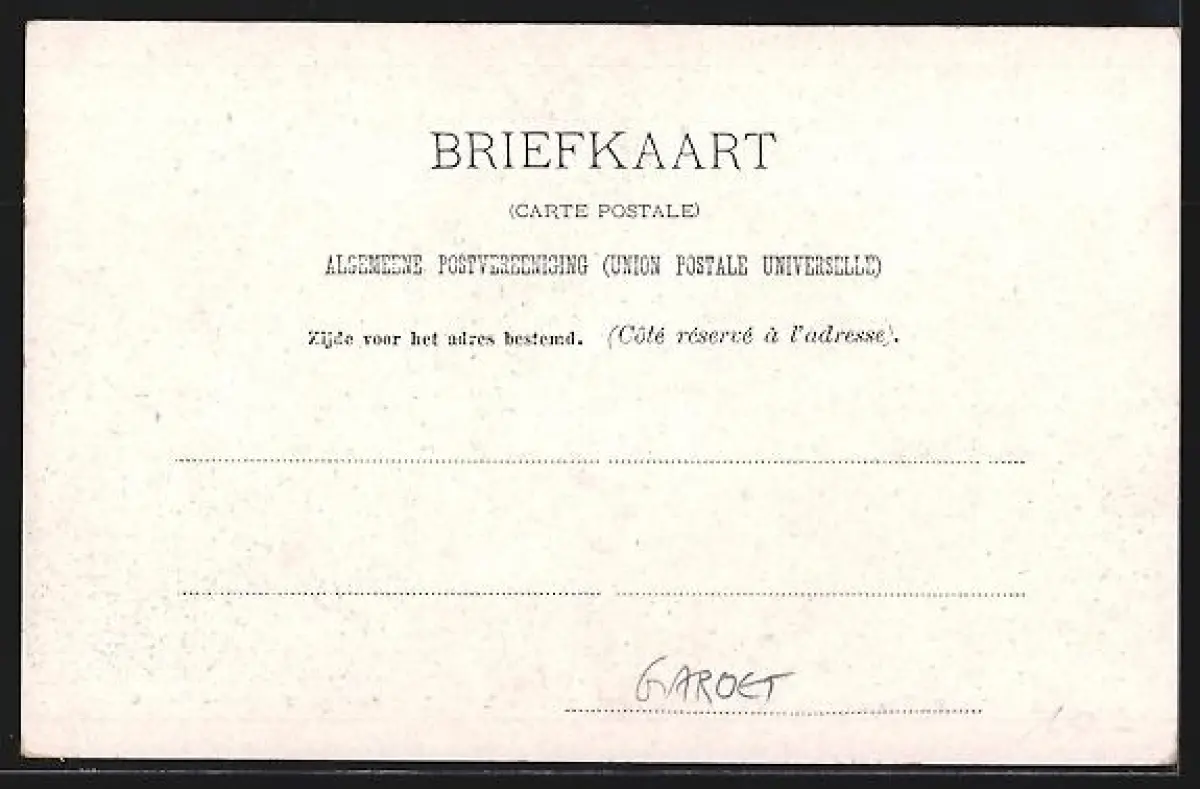 BRIEFKAART
(CARTE POSTALE)
ALGEMEENE POSTVEREENIGING (UNION POSTALE UNIVERSELLE)
Zijde voor het adres bestemd. (Côté réservé à l'adresse).
GAROET